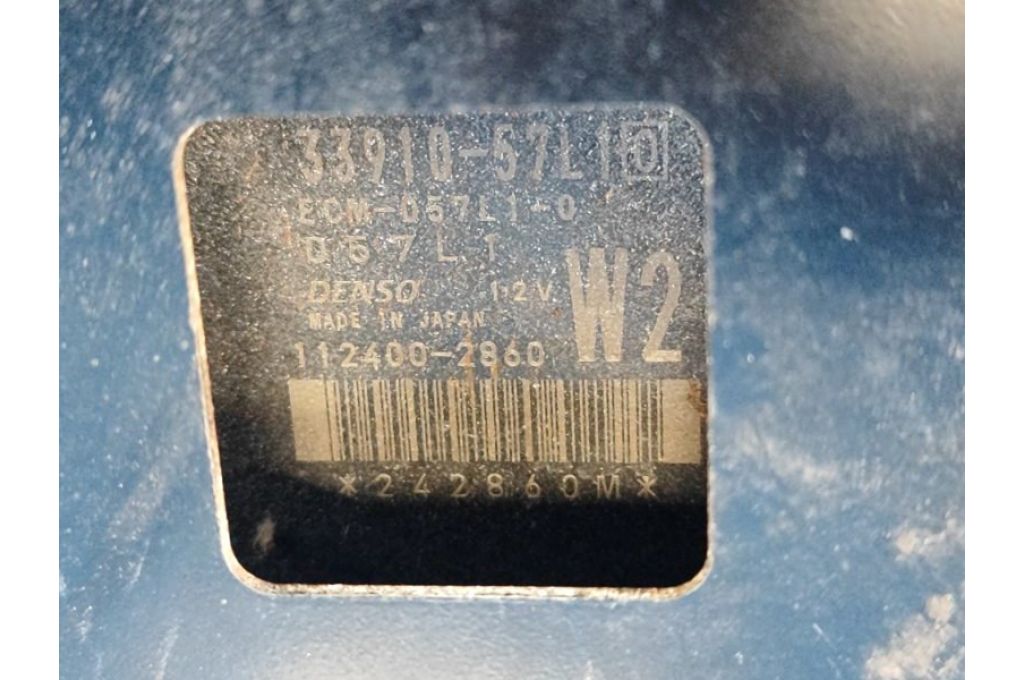 33910-57L1 J
ECM-057L1-0
057L1
DENSO 12V
MADE IN JAPAN
W2
112400-2860
*242860M*